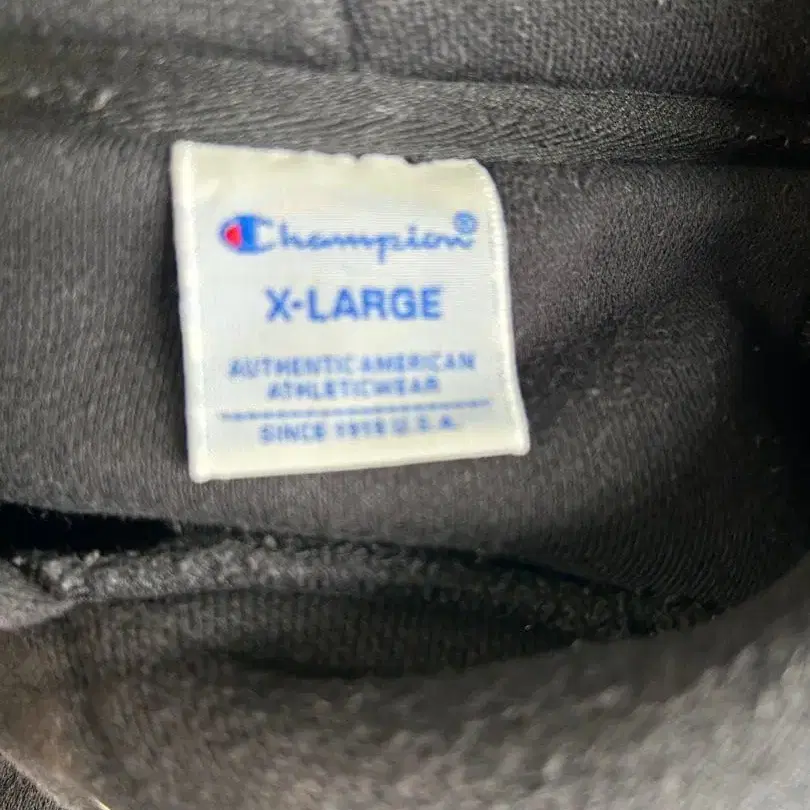 Champion®
X-LARGE
AUTHENTIC AMERICAN
ATHLETICWEAR
SINCE 1919 U.S.A.